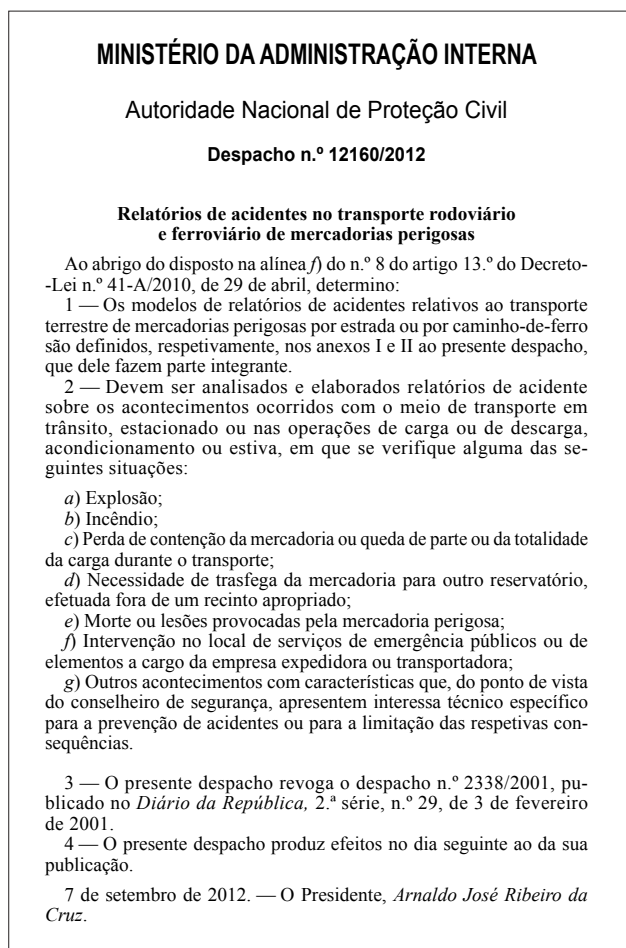 MINISTÉRIO DA ADMINISTRAÇÃO INTERNA
Autoridade Nacional de Proteção Civil
Despacho n.º 12160/2012
Relatórios de acidentes no transporte rodoviário
e ferroviário de mercadorias perigosas
Ao abrigo do disposto na alínea f) do n.º 8 do artigo 13.º do Decreto-
-Lei n.º 41-A/2010, de 29 de abril, determino:
1 — Os modelos de relatórios de acidentes relativos ao transporte
terrestre de mercadorias perigosas por estrada ou por caminho-de-ferro
são definidos, respetivamente, nos anexos I e II ao presente despacho,
que dele fazem parte integrante.
2 — Devem ser analisados e elaborados relatórios de acidente
sobre os acontecimentos ocorridos com o meio de transporte em
trânsito, estacionado ou nas operações de carga ou de descarga,
acondicionamento ou estiva, em que se verifique alguma das se-
guintes situações:
a) Explosão;
b) Incêndio;
c) Perda de contenção da mercadoria ou queda de parte ou da totalidade
da carga durante o transporte;
d) Necessidade de trasfega da mercadoria para outro reservatório,
efetuada fora de um recinto apropriado;
e) Morte ou lesões provocadas pela mercadoria perigosa;
f) Intervenção no local de serviços de emergência públicos ou de
elementos a cargo da empresa expedidora ou transportadora;
g) Outros acontecimentos com características que, do ponto de vista
do conselheiro de segurança, apresentem interessa técnico específico
para a prevenção de acidentes ou para a limitação das respetivas con-
sequências.
3 — O presente despacho revoga o despacho n.º 2338/2001, pu-
blicado no Diário da República, 2.ª série, n.º 29, de 3 de fevereiro
de 2001.
4 — O presente despacho produz efeitos no dia seguinte ao da sua
publicação.
7 de setembro de 2012. — O Presidente, Arnaldo José Ribeiro da
Cruz.